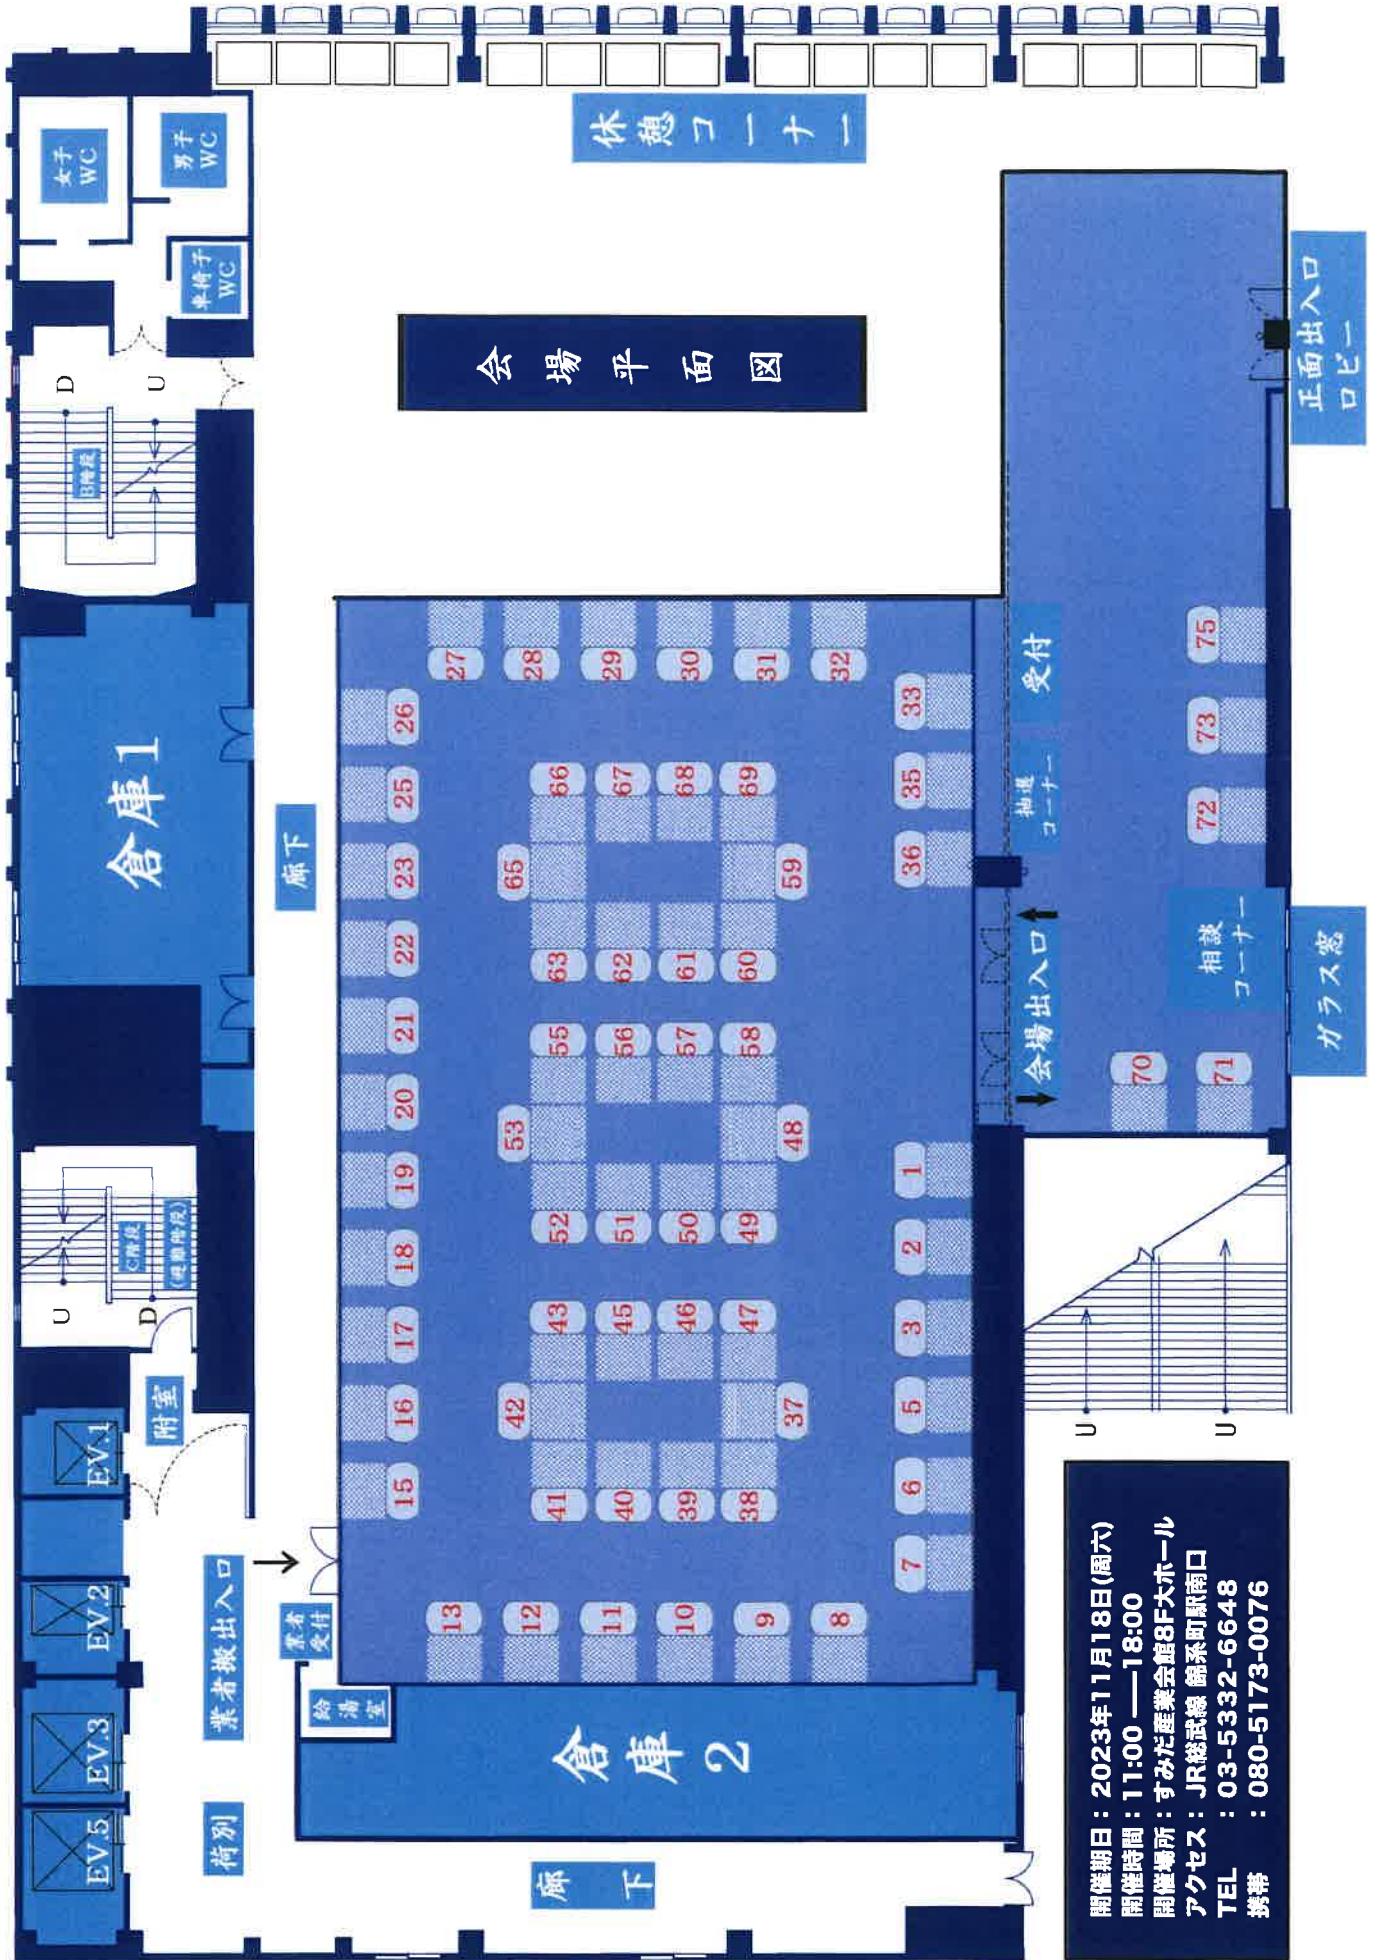 会場平面図
休憩コーナー
女子
WC
男子
WC
車椅子
WC
D
U
B階段
倉庫1
廊下
U
D
C階段
(避難階段)
附室
EV.1
EV.2
EV.3
EV.5
業者搬出入口
業者
受付
給湯室
荷別
倉庫2
廊下
正面出入口
ロビー
受付
抽選
コーナー
会場出入口
相談
コーナー
ガラス窓
U
U
1
2
3
5
6
7
8
9
10
11
12
13
15
16
17
18
19
20
21
22
23
25
26
27
28
29
30
31
32
33
35
36
37
38
39
40
41
42
43
45
46
47
48
49
50
51
52
53
55
56
57
58
59
60
61
62
63
65
66
67
68
69
70
71
72
73
75
開催期日：2023年11月18日(周六)
開催時間：11:00 ——18:00
開催場所：すみだ産業会館8F大ホール
アクセス：JR総武線 錦糸町駅南口
TEL ：03-5332-6648
携帯 ：080-5173-0076